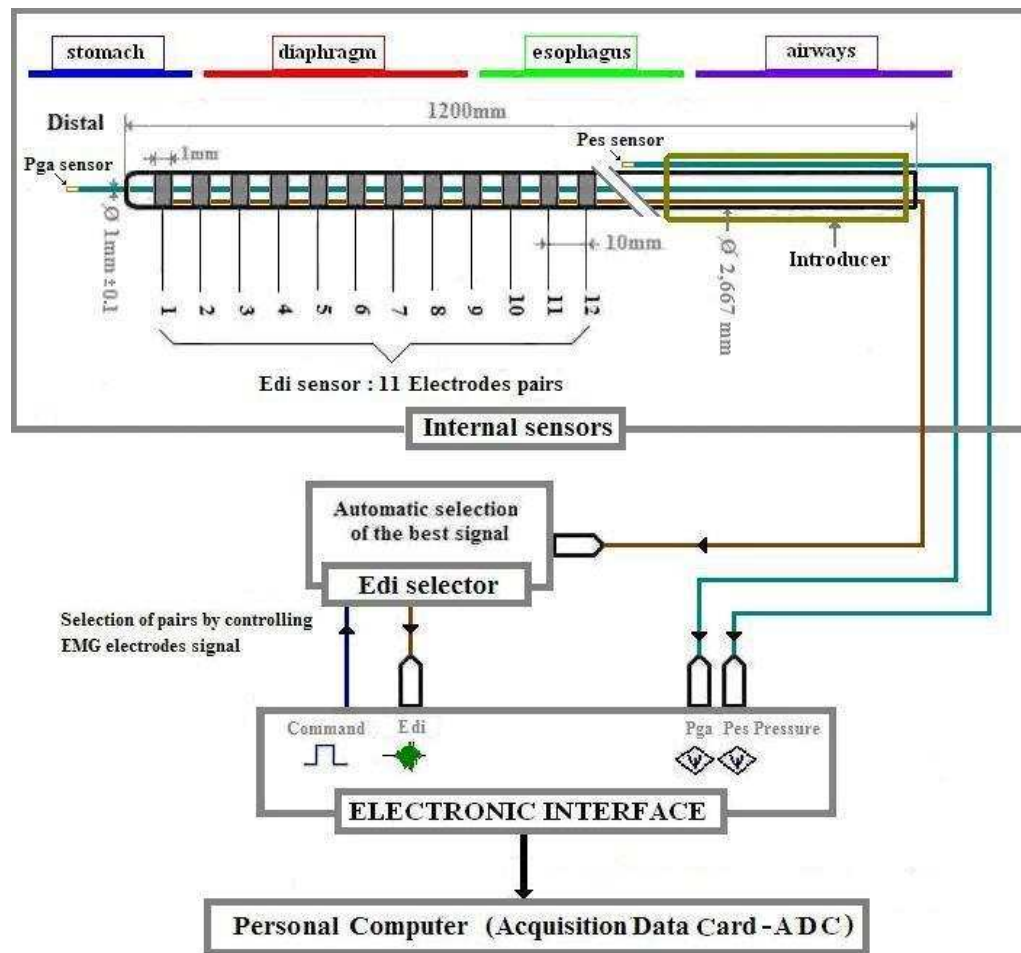 stomach
diaphragm
esophagus
airways
1200mm
Distal
Pes sensor
1mm
Pga sensor
Ø 1mm ±0.1
10mm
Introducer
Ø 2,667 mm
1 2 3 4 5 6 7 8 9 10 11 12
Edi sensor : 11 Electrodes pairs
Internal sensors
Automatic selection
of the best signal
Edi selector
Selection of pairs by controlling
EMG electrodes signal
Command
Edi
Pga
Pes Pressure
ELECTRONIC INTERFACE
Personal Computer (Acquisition Data Card -A D C)